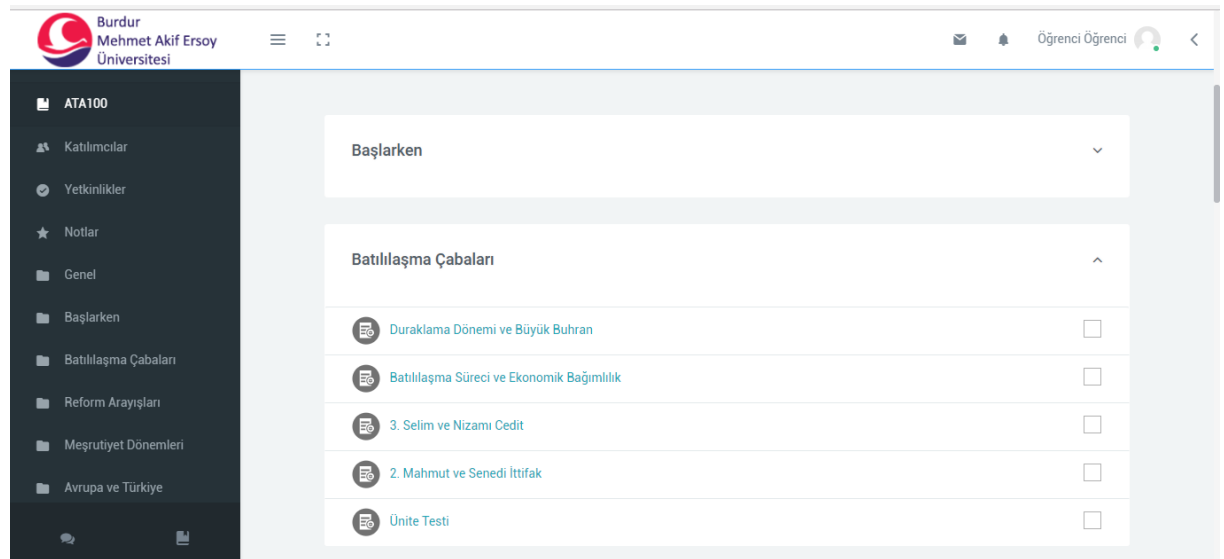 Burdur
Mehmet Akif Ersoy
Üniversitesi
Öğrenci Öğrenci
ATA100
Katılımcılar
Yetkinlikler
Notlar
Genel
Başlarken
Batılılaşma Çabaları
Reform Arayışları
Meşrutiyet Dönemleri
Avrupa ve Türkiye
Başlarken
Batılılaşma Çabaları
Duraklama Dönemi ve Büyük Buhran
Batılılaşma Süreci ve Ekonomik Bağımlılık
3. Selim ve Nizamı Cedit
2. Mahmut ve Senedi İttifak
Ünite Testi